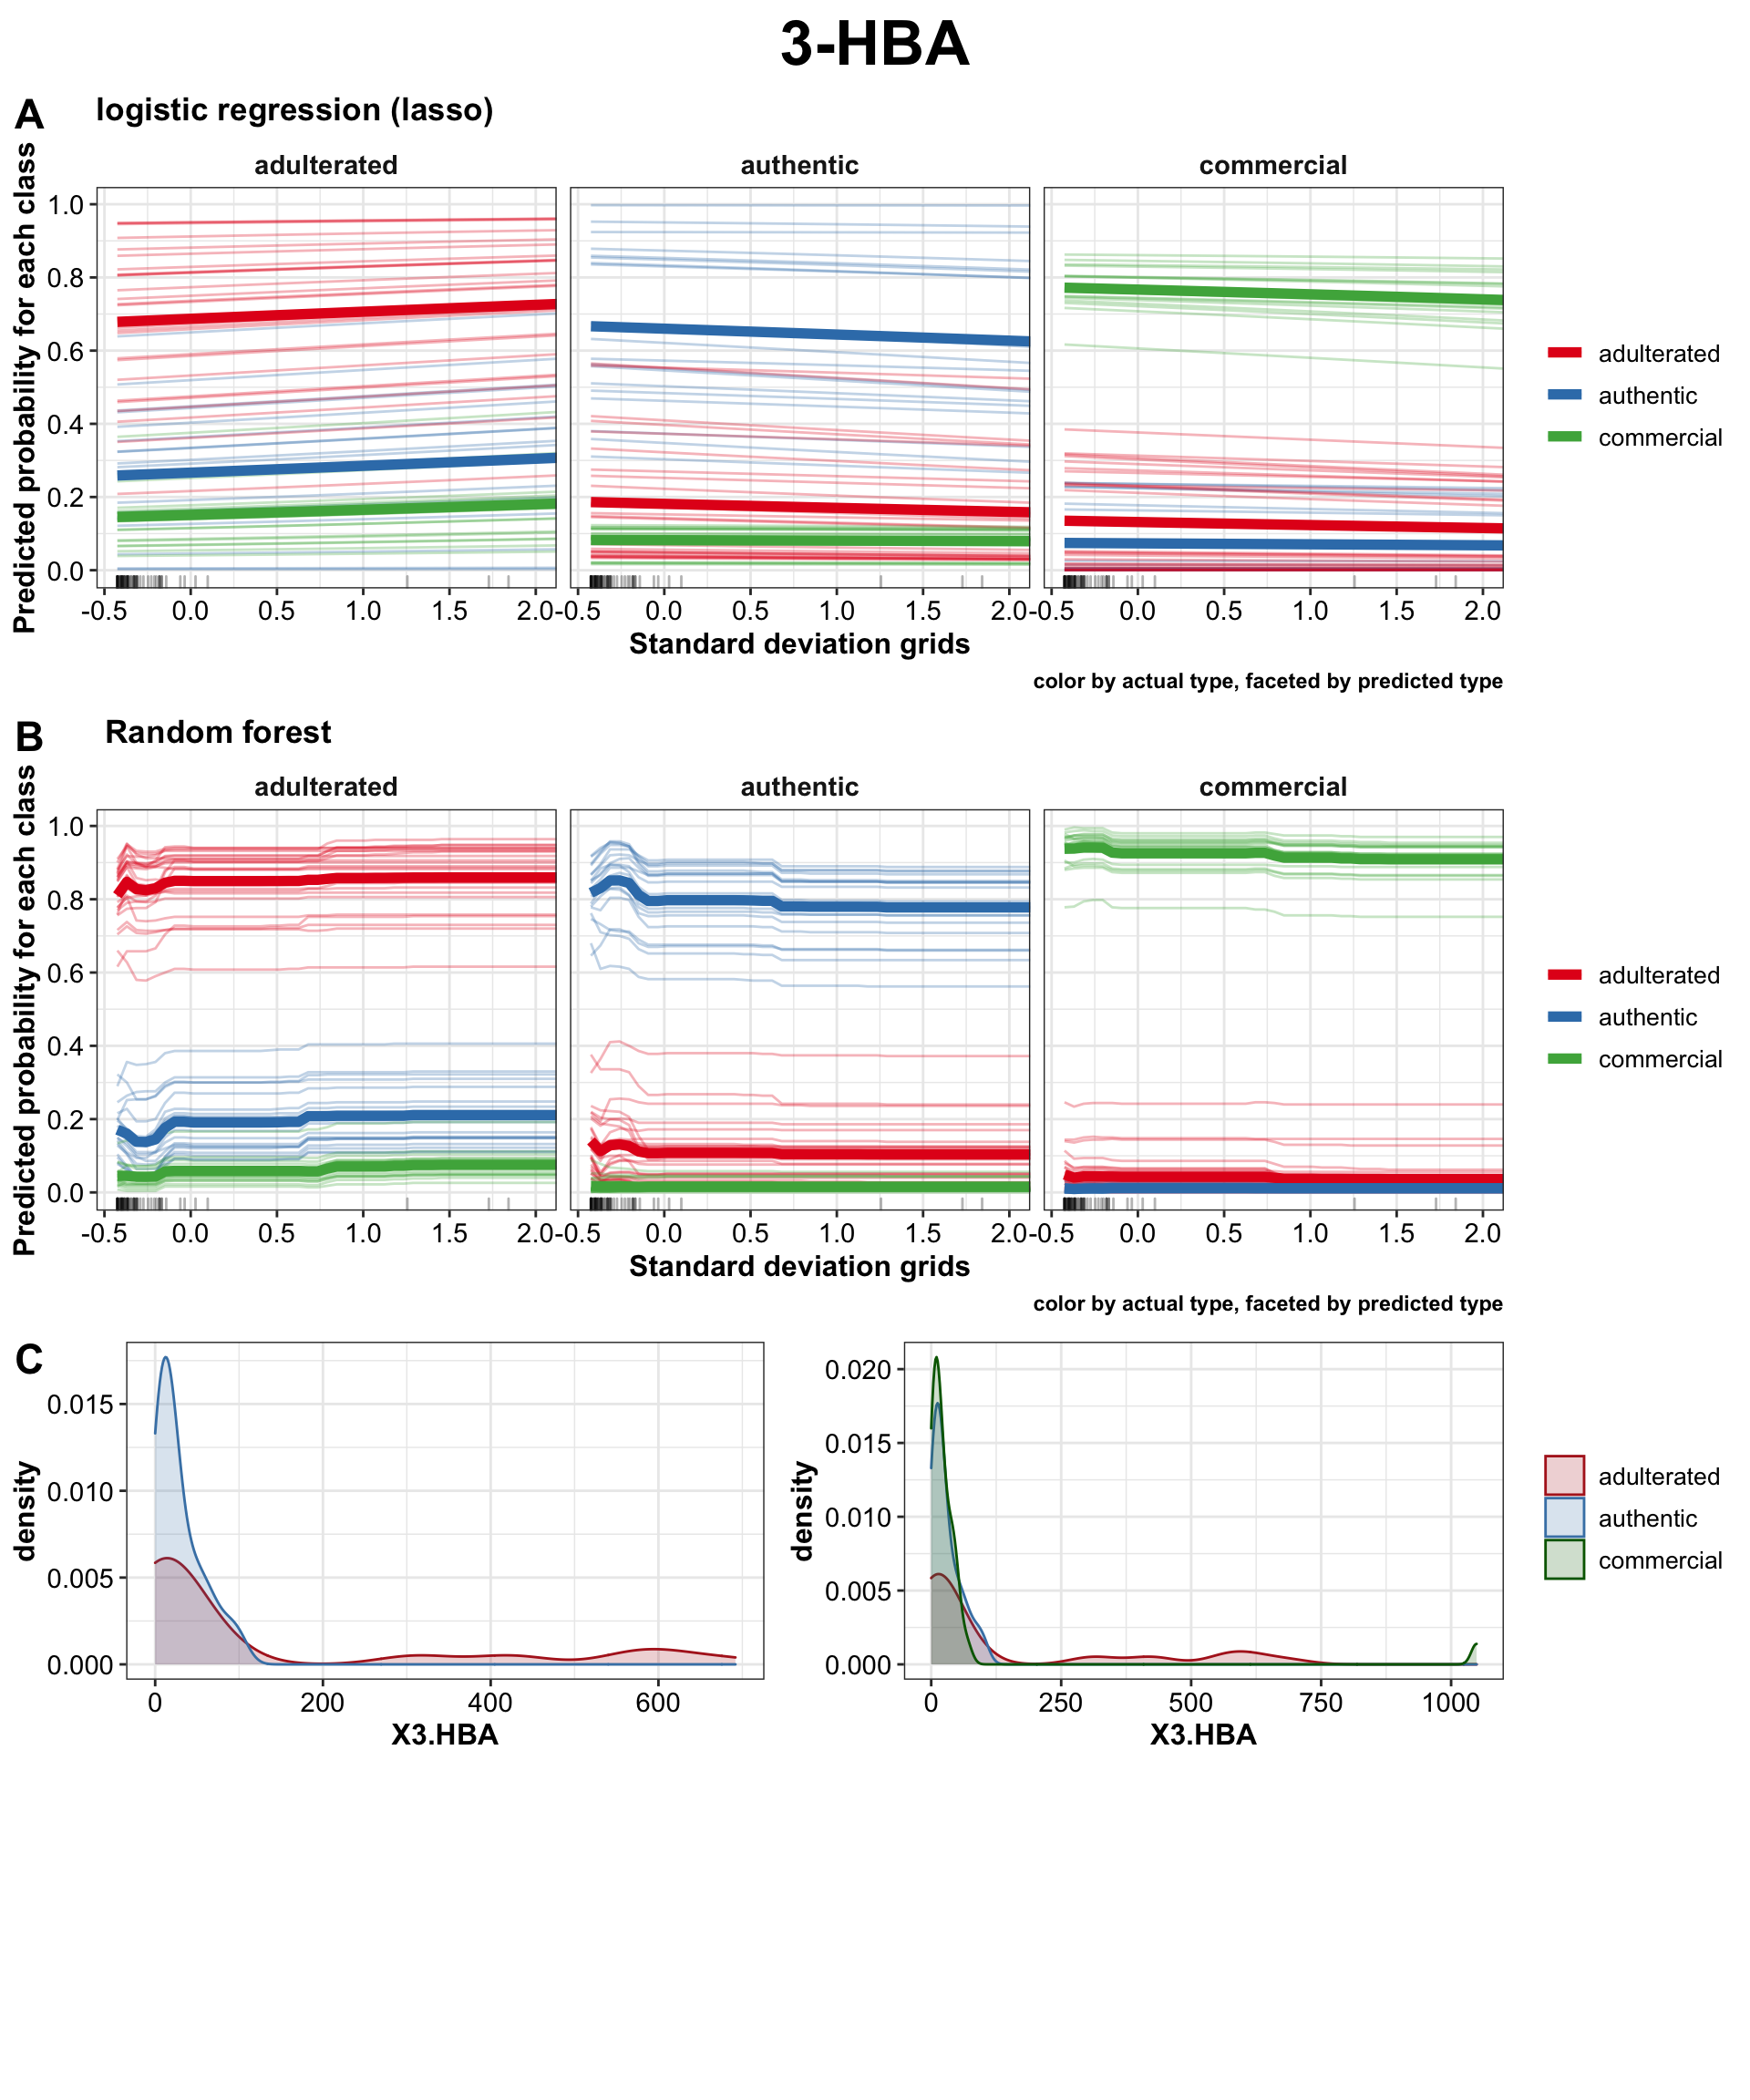 3-HBA
A logistic regression (lasso)
adulterated authentic commercial
Predicted probability for each class
1.0
0.8
0.6
0.4
0.2
0.0
-0.5 0.0 0.5 1.0 1.5 2.0 -0.5 0.0 0.5 1.0 1.5 2.0 -0.5 0.0 0.5 1.0 1.5 2.0
Standard deviation grids
color by actual type, faceted by predicted type
adulterated
authentic
commercial
B Random forest
adulterated authentic commercial
Predicted probability for each class
1.0
0.8
0.6
0.4
0.2
0.0
-0.5 0.0 0.5 1.0 1.5 2.0 -0.5 0.0 0.5 1.0 1.5 2.0 -0.5 0.0 0.5 1.0 1.5 2.0
Standard deviation grids
color by actual type, faceted by predicted type
adulterated
authentic
commercial
C
density
0.015
0.010
0.005
0.000
0 200 400 600
X3.HBA
density
0.020
0.015
0.010
0.005
0.000
0 250 500 750 1000
X3.HBA
adulterated
authentic
commercial